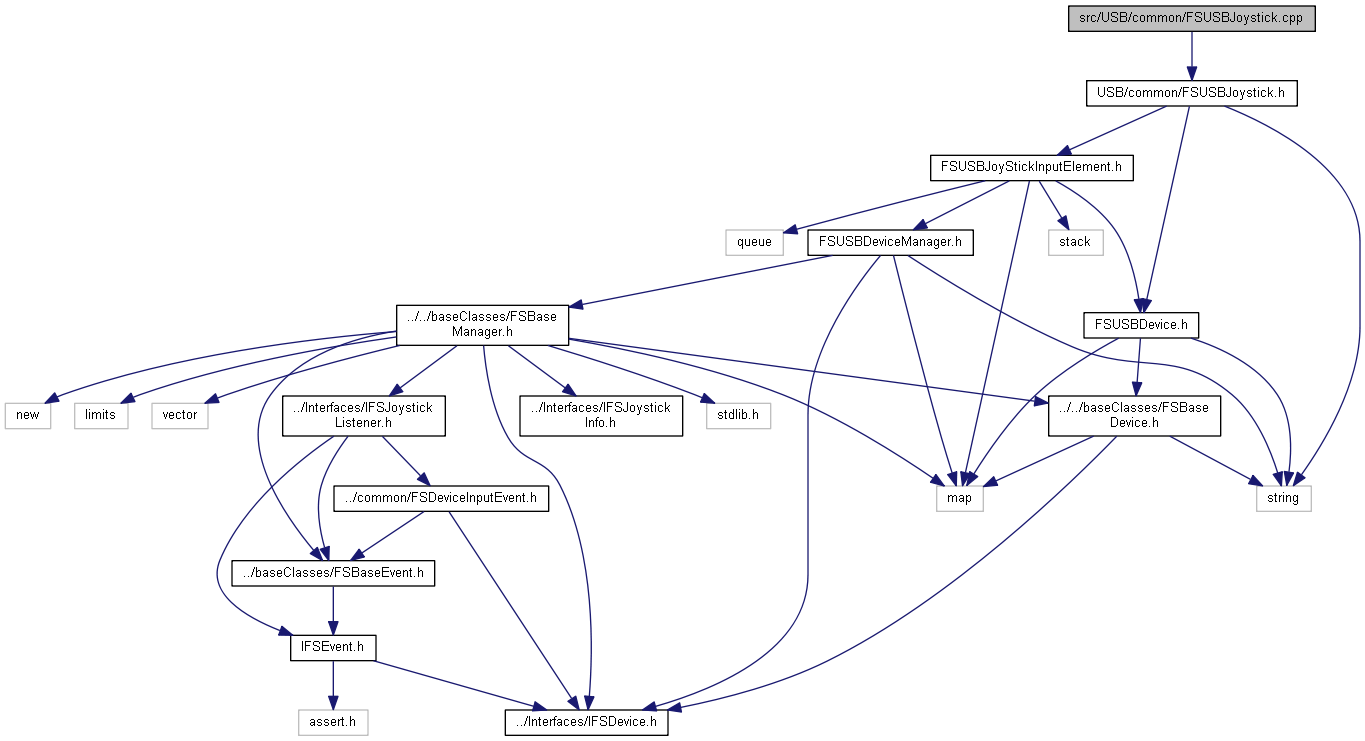 src/USB/common/FSUSBJoystick.cpp
USB/common/FSUSBJoystick.h
FSUSBJoyStickInputElement.h
queue
FSUSBDeviceManager.h
stack
../../baseClasses/FSBase
Manager.h
FSUSBDevice.h
new
limits
vector
../Interfaces/IFSJoystick
Listener.h
../Interfaces/IFSJoystick
Info.h
stdlib.h
../../baseClasses/FSBase
Device.h
../common/FSDeviceInputEvent.h
map
string
../baseClasses/FSBaseEvent.h
IFSEvent.h
assert.h
../Interfaces/IFSDevice.h